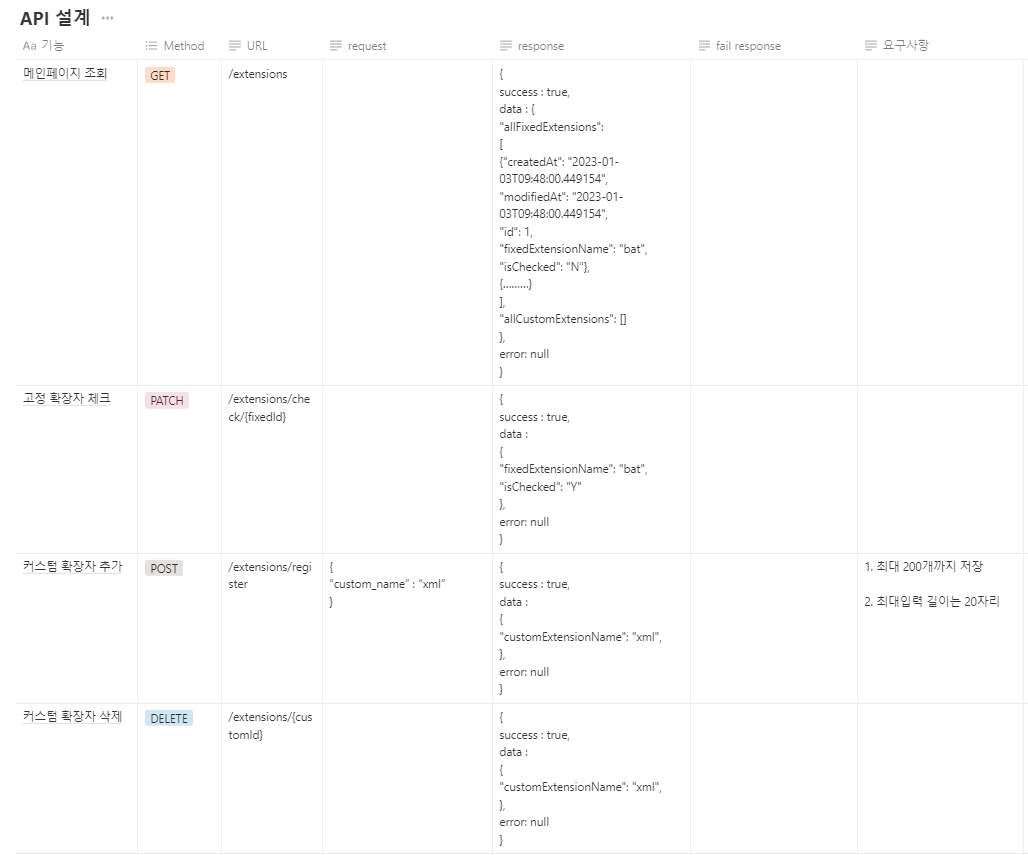 API 설계 ···
Aa 기능 Method URL request response fail response 요구사항
메인페이지 조회
GET
/extensions
{
success : true,
data : {
"allFixedExtensions":
[
{"createdAt": "2023-01-
03T09:48:00.449154",
"modifiedAt": "2023-01-
03T09:48:00.449154",
"id": 1,
"fixedExtensionName": "bat",
"isChecked": "N"},
{………}
],
"allCustomExtensions": []
},
error: null
}
고정 확장자 체크
PATCH
/extensions/che
ck/{fixedId}
{
success : true,
data :
{
"fixedExtensionName": "bat",
"isChecked": "Y"
},
error: null
}
커스텀 확장자 추가
POST
/extensions/regi
ster
{
"custom_name" : "xml"
}
{
success : true,
data :
{
"customExtensionName": "xml",
},
error: null
}
1. 최대 200개까지 저장
2. 최대입력 길이는 20자리
커스텀 확장자 삭제
DELETE
/extensions/{cus
tomId}
{
success : true,
data :
{
"customExtensionName": "xml",
},
error: null
}